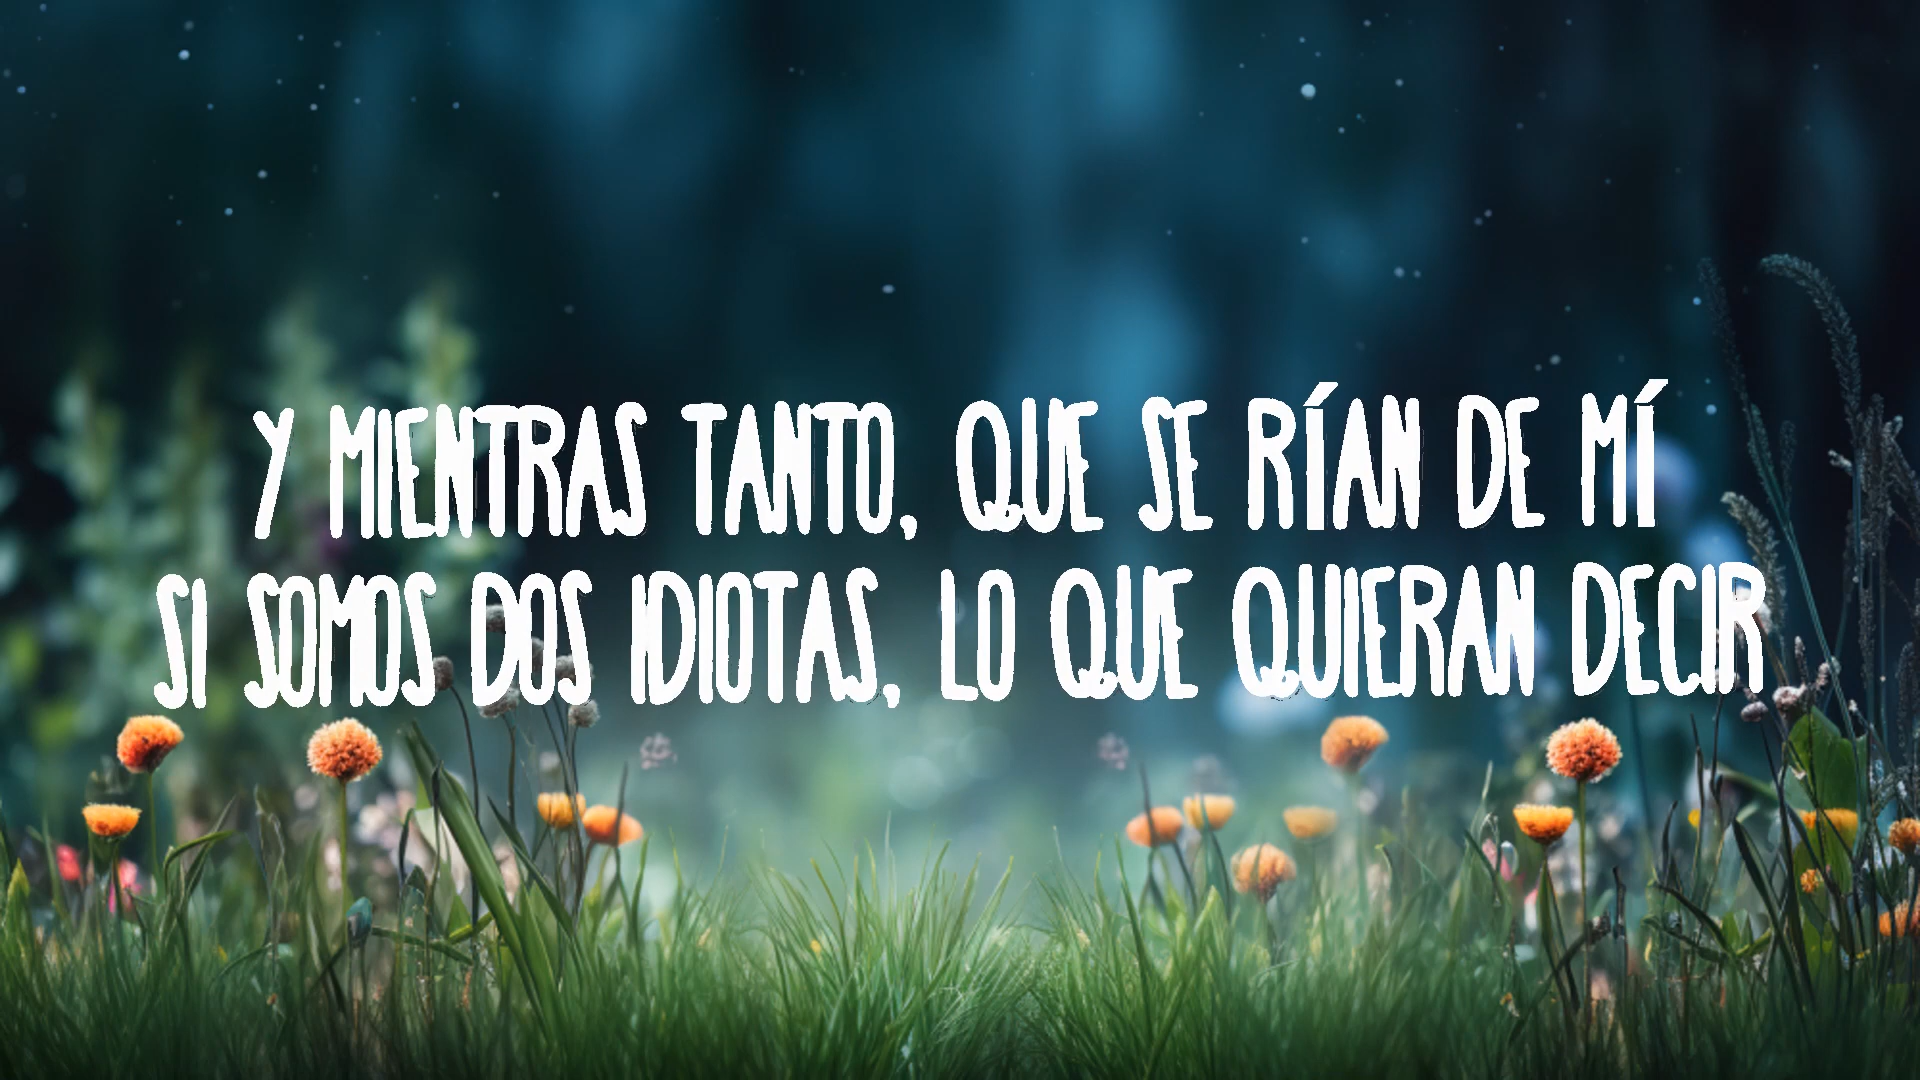 Y MIENTRAS TANTO, QUE SE RÍAN DE MÍ
SI SOMOS DOS IDIOTAS, LO QUE QUIERAN DECIR